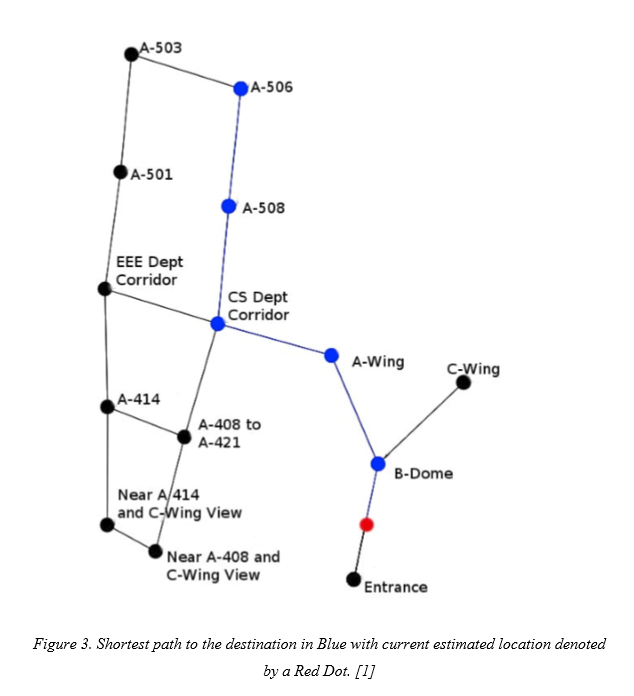 A-503
A-506
A-501
A-508
EEE Dept
Corridor
CS Dept
Corridor
A-Wing
C-Wing
A-414
A-408 to
A-421
B-Dome
Near A-414
and C-Wing View
Near A-408 and
C-Wing View
Entrance
Figure 3. Shortest path to the destination in Blue with current estimated location denoted
by a Red Dot. [1]